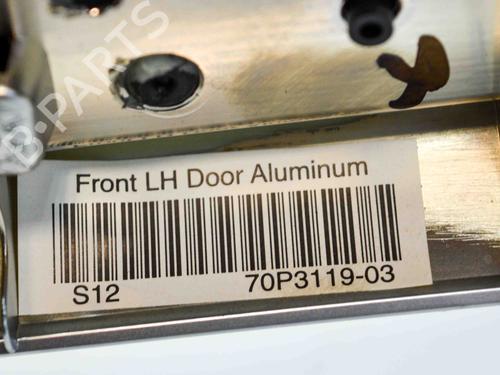 B-PARTS
Front LH Door Aluminum
S12 70P3119-03